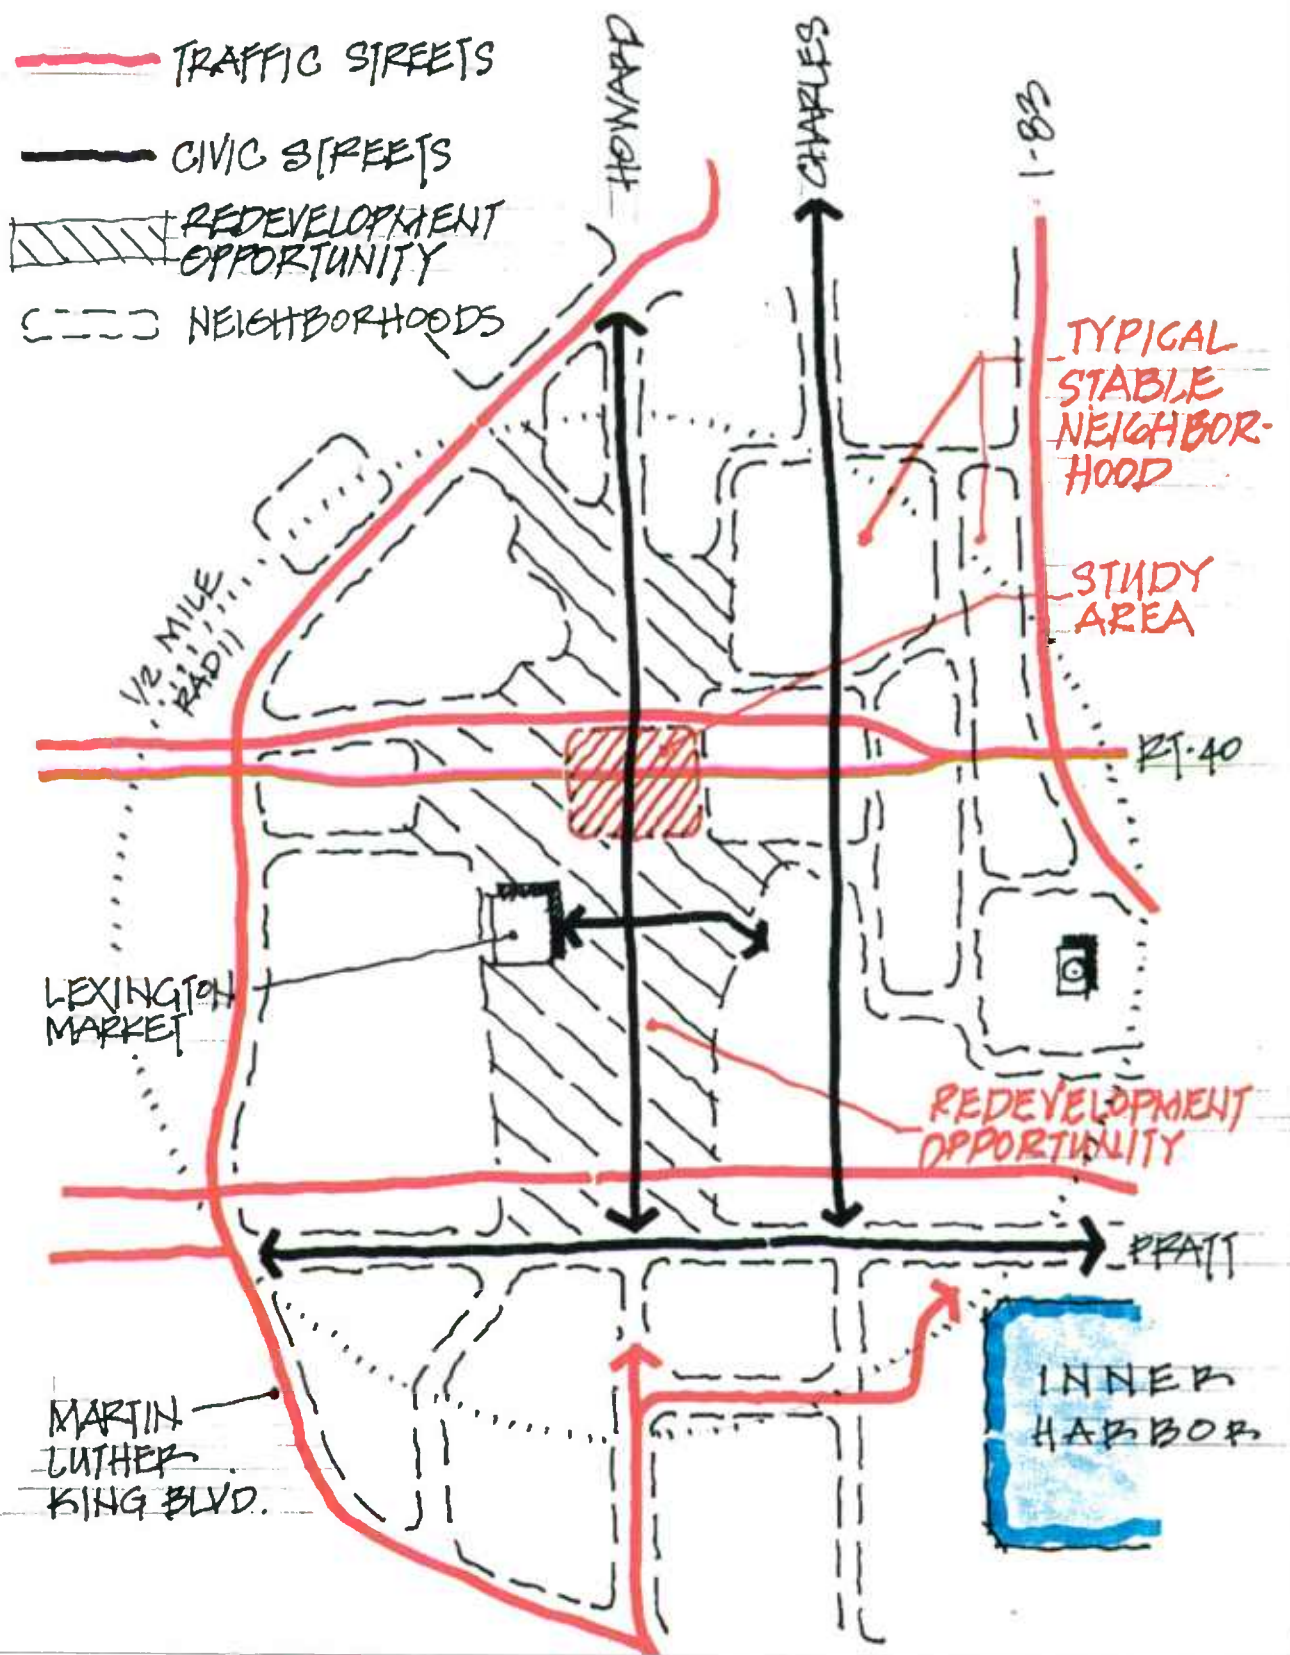 TRAFFIC STREETS
CIVIC STREETS
REDEVELOPMENT
OPPORTUNITY
NEIGHBORHOODS
HOWARD
CHARLES
I-83
TYPICAL
STABLE
NEIGHBOR-
HOOD
STUDY
AREA
1/2 MILE
RADII
RT. 40
LEXINGTON
MARKET
REDEVELOPMENT
OPPORTUNITY
PRATT
INNER
HARBOR
MARTIN
LUTHER
KING BLVD.